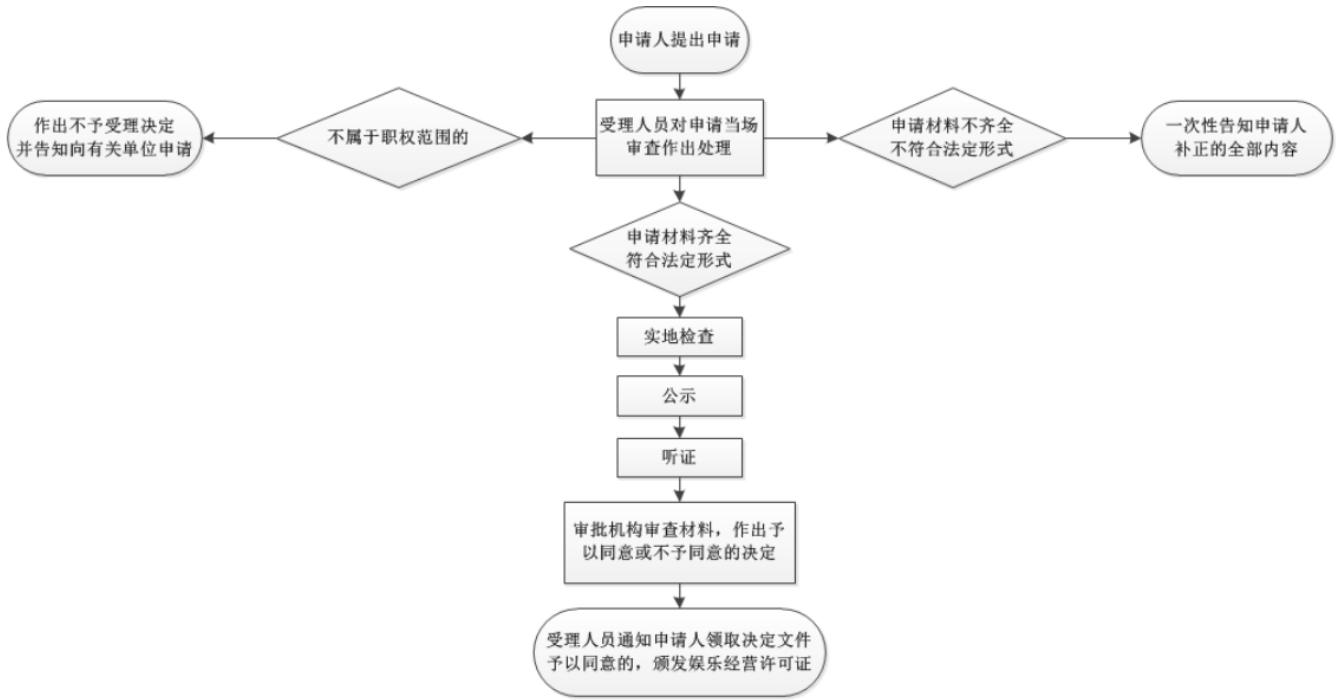 申请人提出申请
作出不予受理决定
并告知向有关单位申请
不属于职权范围的
受理人员对申请当场
审查作出处理
申请材料不齐全
不符合法定形式
一次性告知申请人
补正的全部内容
申请材料齐全
符合法定形式
实地检查
公示
听证
审批机构审查材料，作出予
以同意或不予同意的决定
受理人员通知申请人领取决定文件
予以同意的，颁发娱乐经营许可证